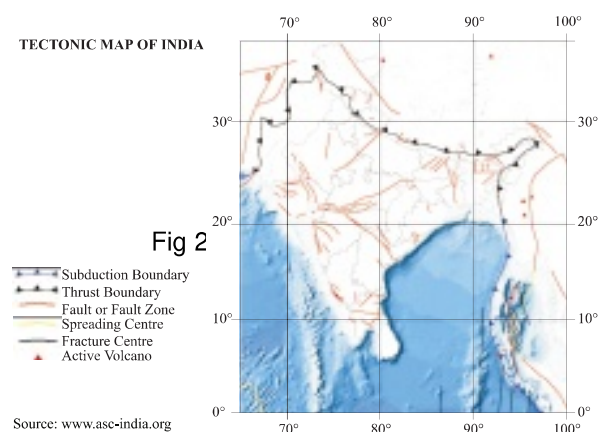 70° 80° 90° 100°
TECTONIC MAP OF INDIA
30° 30°
20° 20°
Fig 2
Subduction Boundary
Thrust Boundary
Fault or Fault Zone
Spreading Centre
Fracture Centre
Active Volcano
10° 10°
0° 0°
70° 80° 90° 100°
Source: www.asc-india.org